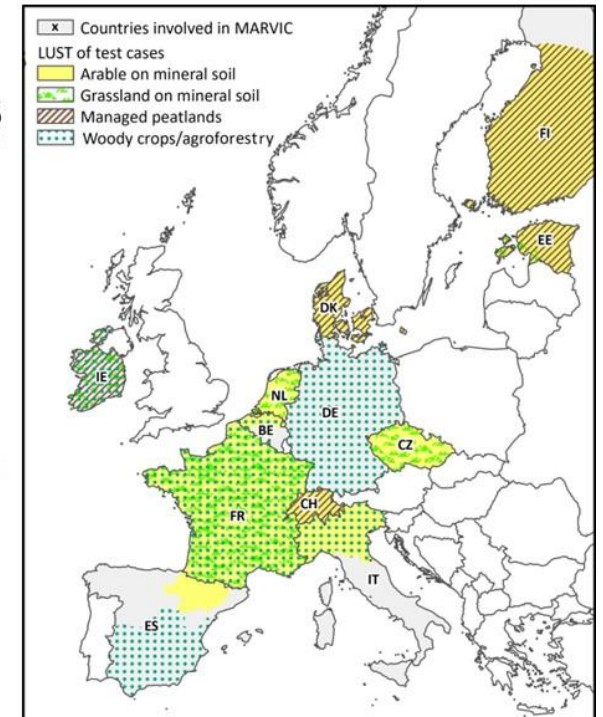 x Countries involved in MARVIC
LUST of test cases
Arable on mineral soil
Grassland on mineral soil
Managed peatlands
Woody crops/agroforestry
FI
EE
DK
IE
NL
DE
BE
CZ
FR
CH
IT
ES